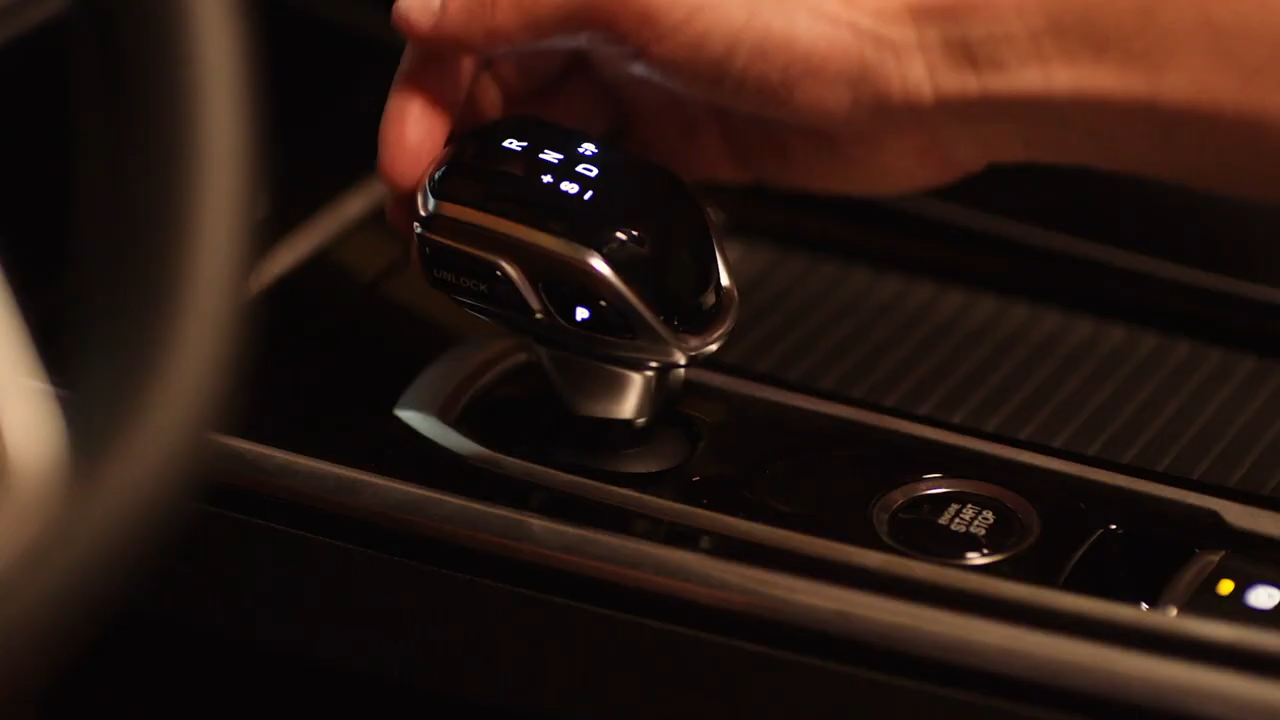 R
N
D
+ S -
UNLOCK
P
ENGINE
START
STOP